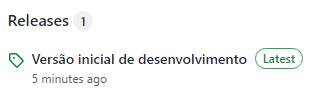 Releases 1
Versão inicial de desenvolvimento Latest
5 minutes ago